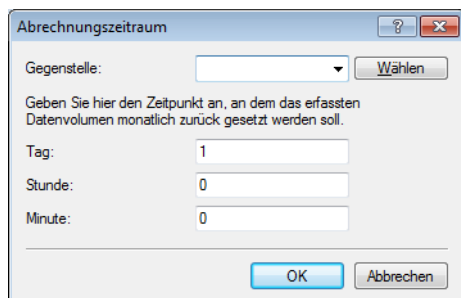 Abrechnungszeitraum
Gegenstelle: Wählen
Geben Sie hier den Zeitpunkt an, an dem das erfassten
Datenvolumen monatlich zurück gesetzt werden soll.
Tag: 1
Stunde: 0
Minute: 0
OK Abbrechen